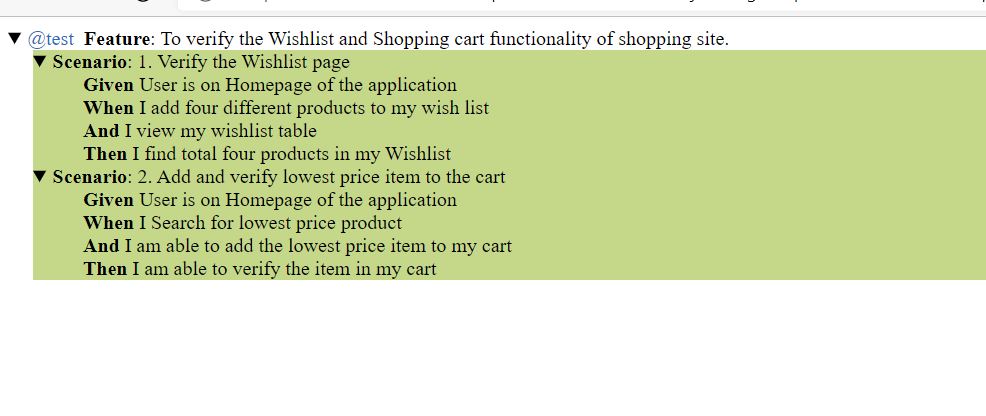 @test Feature: To verify the Wishlist and Shopping cart functionality of shopping site.
Scenario: 1. Verify the Wishlist page
Given User is on Homepage of the application
When I add four different products to my wish list
And I view my wishlist table
Then I find total four products in my Wishlist
Scenario: 2. Add and verify lowest price item to the cart
Given User is on Homepage of the application
When I Search for lowest price product
And I am able to add the lowest price item to my cart
Then I am able to verify the item in my cart